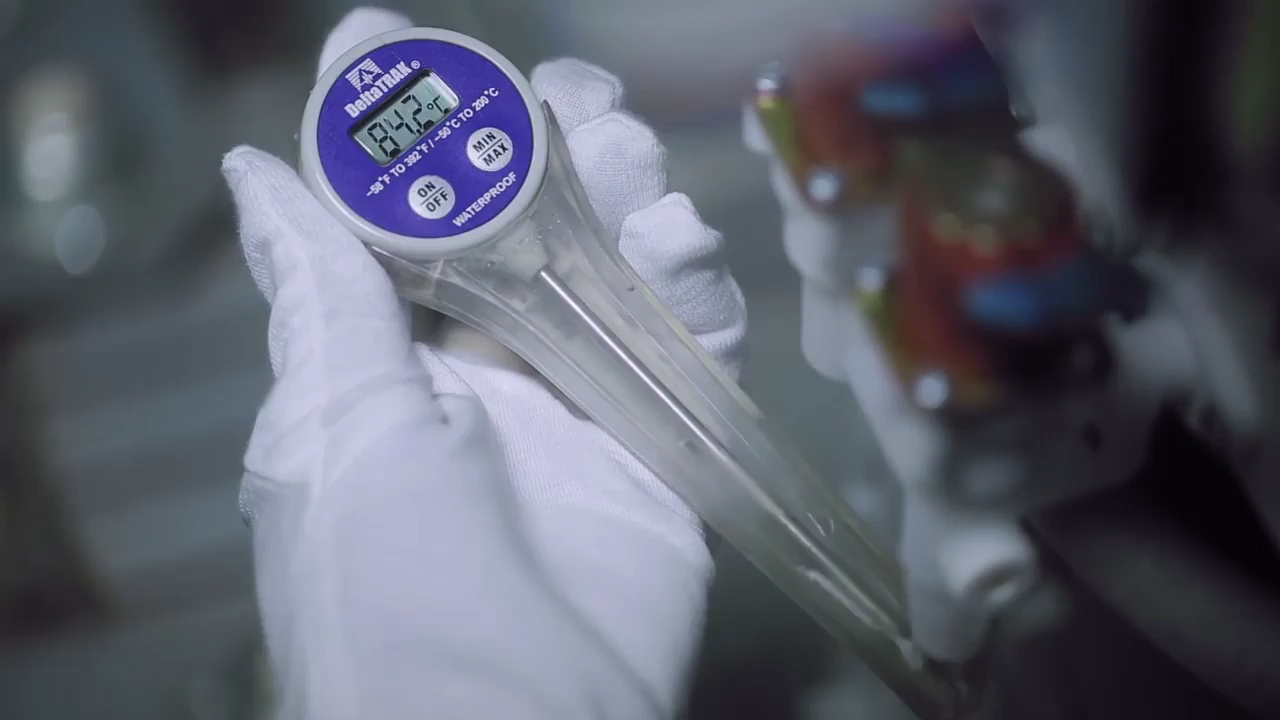 DeltaTRAK®
84.2°C
-58°F TO 392°F / -50°C TO 200°C
MIN
MAX
ON
OFF
WATERPROOF